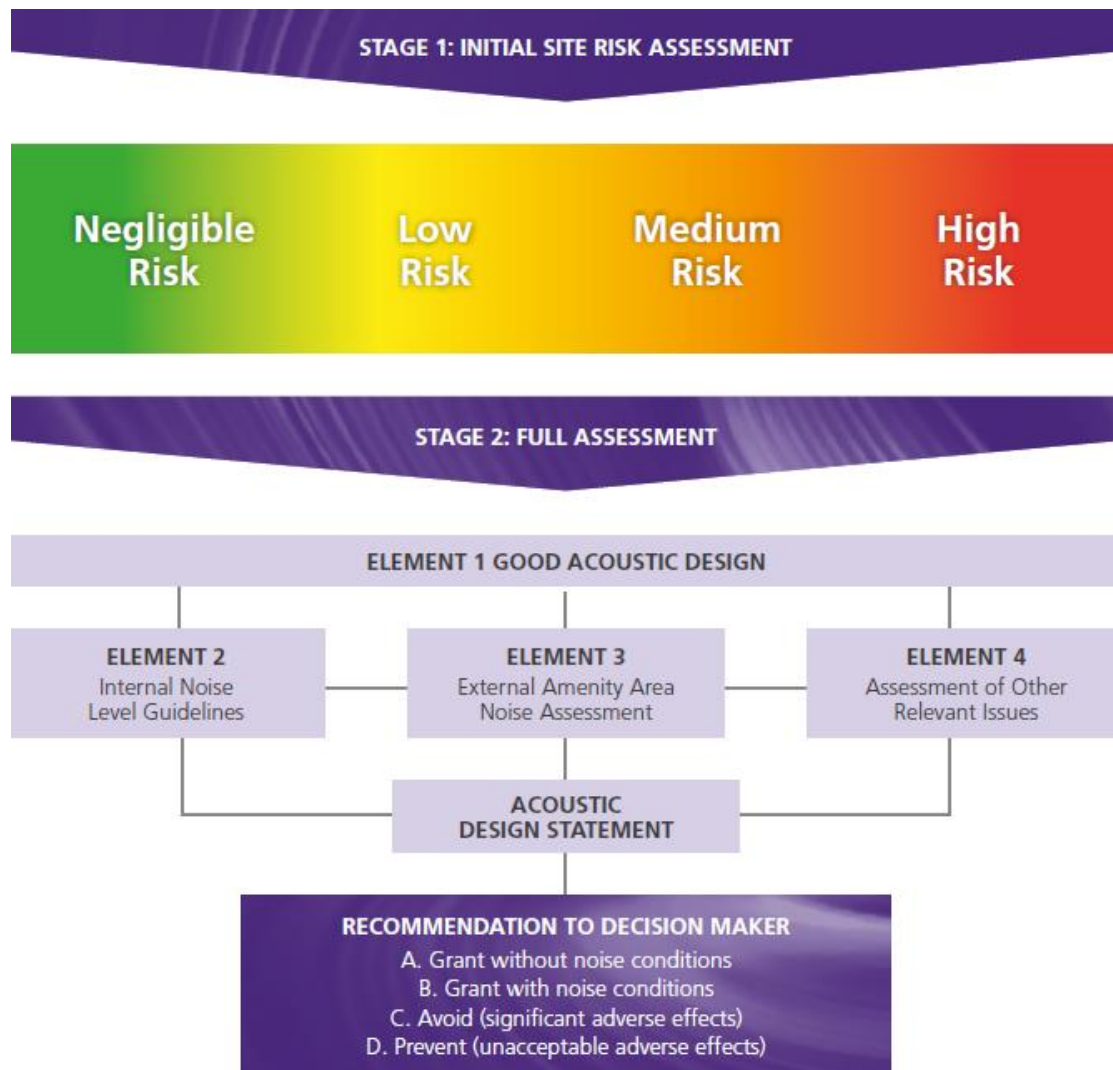 STAGE 1: INITIAL SITE RISK ASSESSMENT
Negligible
Risk
Low
Risk
Medium
Risk
High
Risk
STAGE 2: FULL ASSESSMENT
ELEMENT 1 GOOD ACOUSTIC DESIGN
ELEMENT 2
Internal Noise
Level Guidelines
ELEMENT 3
External Amenity Area
Noise Assessment
ELEMENT 4
Assessment of Other
Relevant Issues
ACOUSTIC
DESIGN STATEMENT
RECOMMENDATION TO DECISION MAKER
A. Grant without noise conditions
B. Grant with noise conditions
C. Avoid (significant adverse effects)
D. Prevent (unacceptable adverse effects)